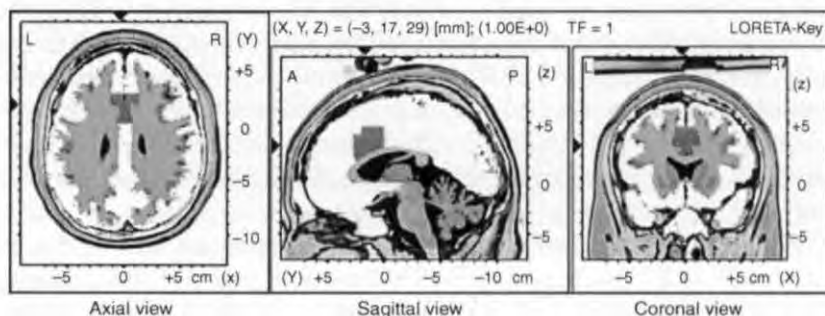 (X, Y, Z) = (–3, 17, 29) [mm]; (1.00E+0) TF = 1 LORETA-Key
L R (Y)
+5
0
–5
–10
–5 0 +5 cm (x)
Axial view
A P (z)
+5
0
–5
(Y) +5 0 –5 –10 cm
Sagittal view
L R
(z)
+5
0
–5
–5 0 +5 cm (X)
Coronal view